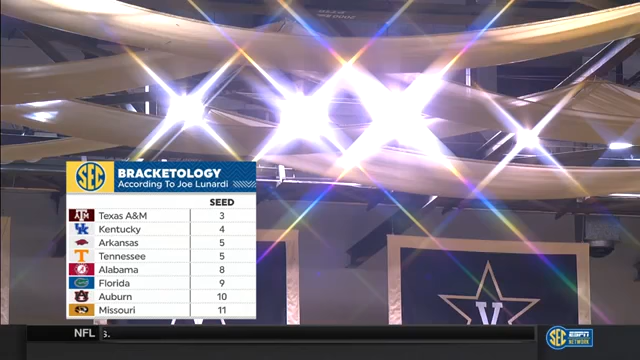 SEC
BRACKETOLOGY
According To Joe Lunardi
SEED
Texas A&M 3
Kentucky 4
Arkansas 5
Tennessee 5
Alabama 8
Florida 9
Auburn 10
Missouri 11
V
NFL s.
SEC ESPN
NETWORK